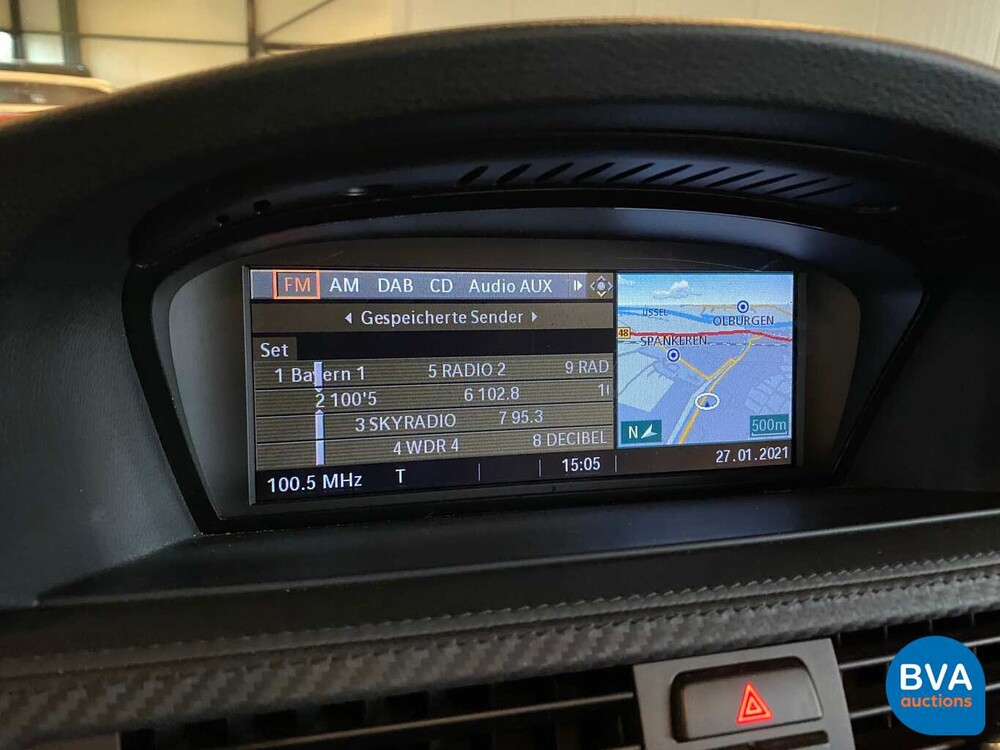 FM AM DAB CD Audio AUX
Gespeicherte Sender
Set
1 Bayern 1 5 RADIO 2 9 RAD
2 100'5 6 102.8
3 SKYRADIO 7 95.3
4 WDR 4 8 DECIBEL
100.5 MHz T 15:05 27.01.2021
IJSSEL
OLBURGEN
48
SPANKEREN
N
500m
BVA
auctions